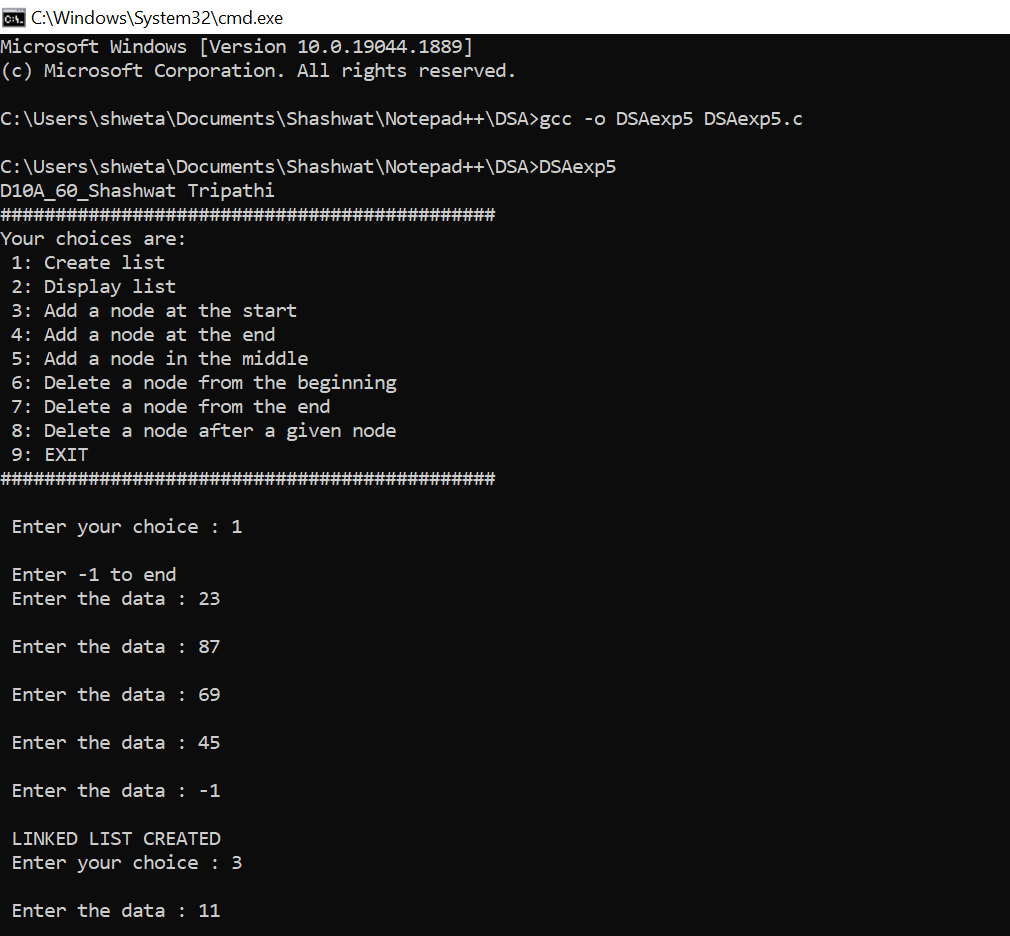 C:\Windows\System32\cmd.exe
Microsoft Windows [Version 10.0.19044.1889]
(c) Microsoft Corporation. All rights reserved.
C:\Users\shweta\Documents\Shashwat\Notepad++\DSA>gcc -o DSAexp5 DSAexp5.c
C:\Users\shweta\Documents\Shashwat\Notepad++\DSA>DSAexp5
D10A_60_Shashwat Tripathi
#############################################
Your choices are:
1: Create list
2: Display list
3: Add a node at the start
4: Add a node at the end
5: Add a node in the middle
6: Delete a node from the beginning
7: Delete a node from the end
8: Delete a node after a given node
9: EXIT
#############################################
Enter your choice : 1
Enter -1 to end
Enter the data : 23
Enter the data : 87
Enter the data : 69
Enter the data : 45
Enter the data : -1
LINKED LIST CREATED
Enter your choice : 3
Enter the data : 11